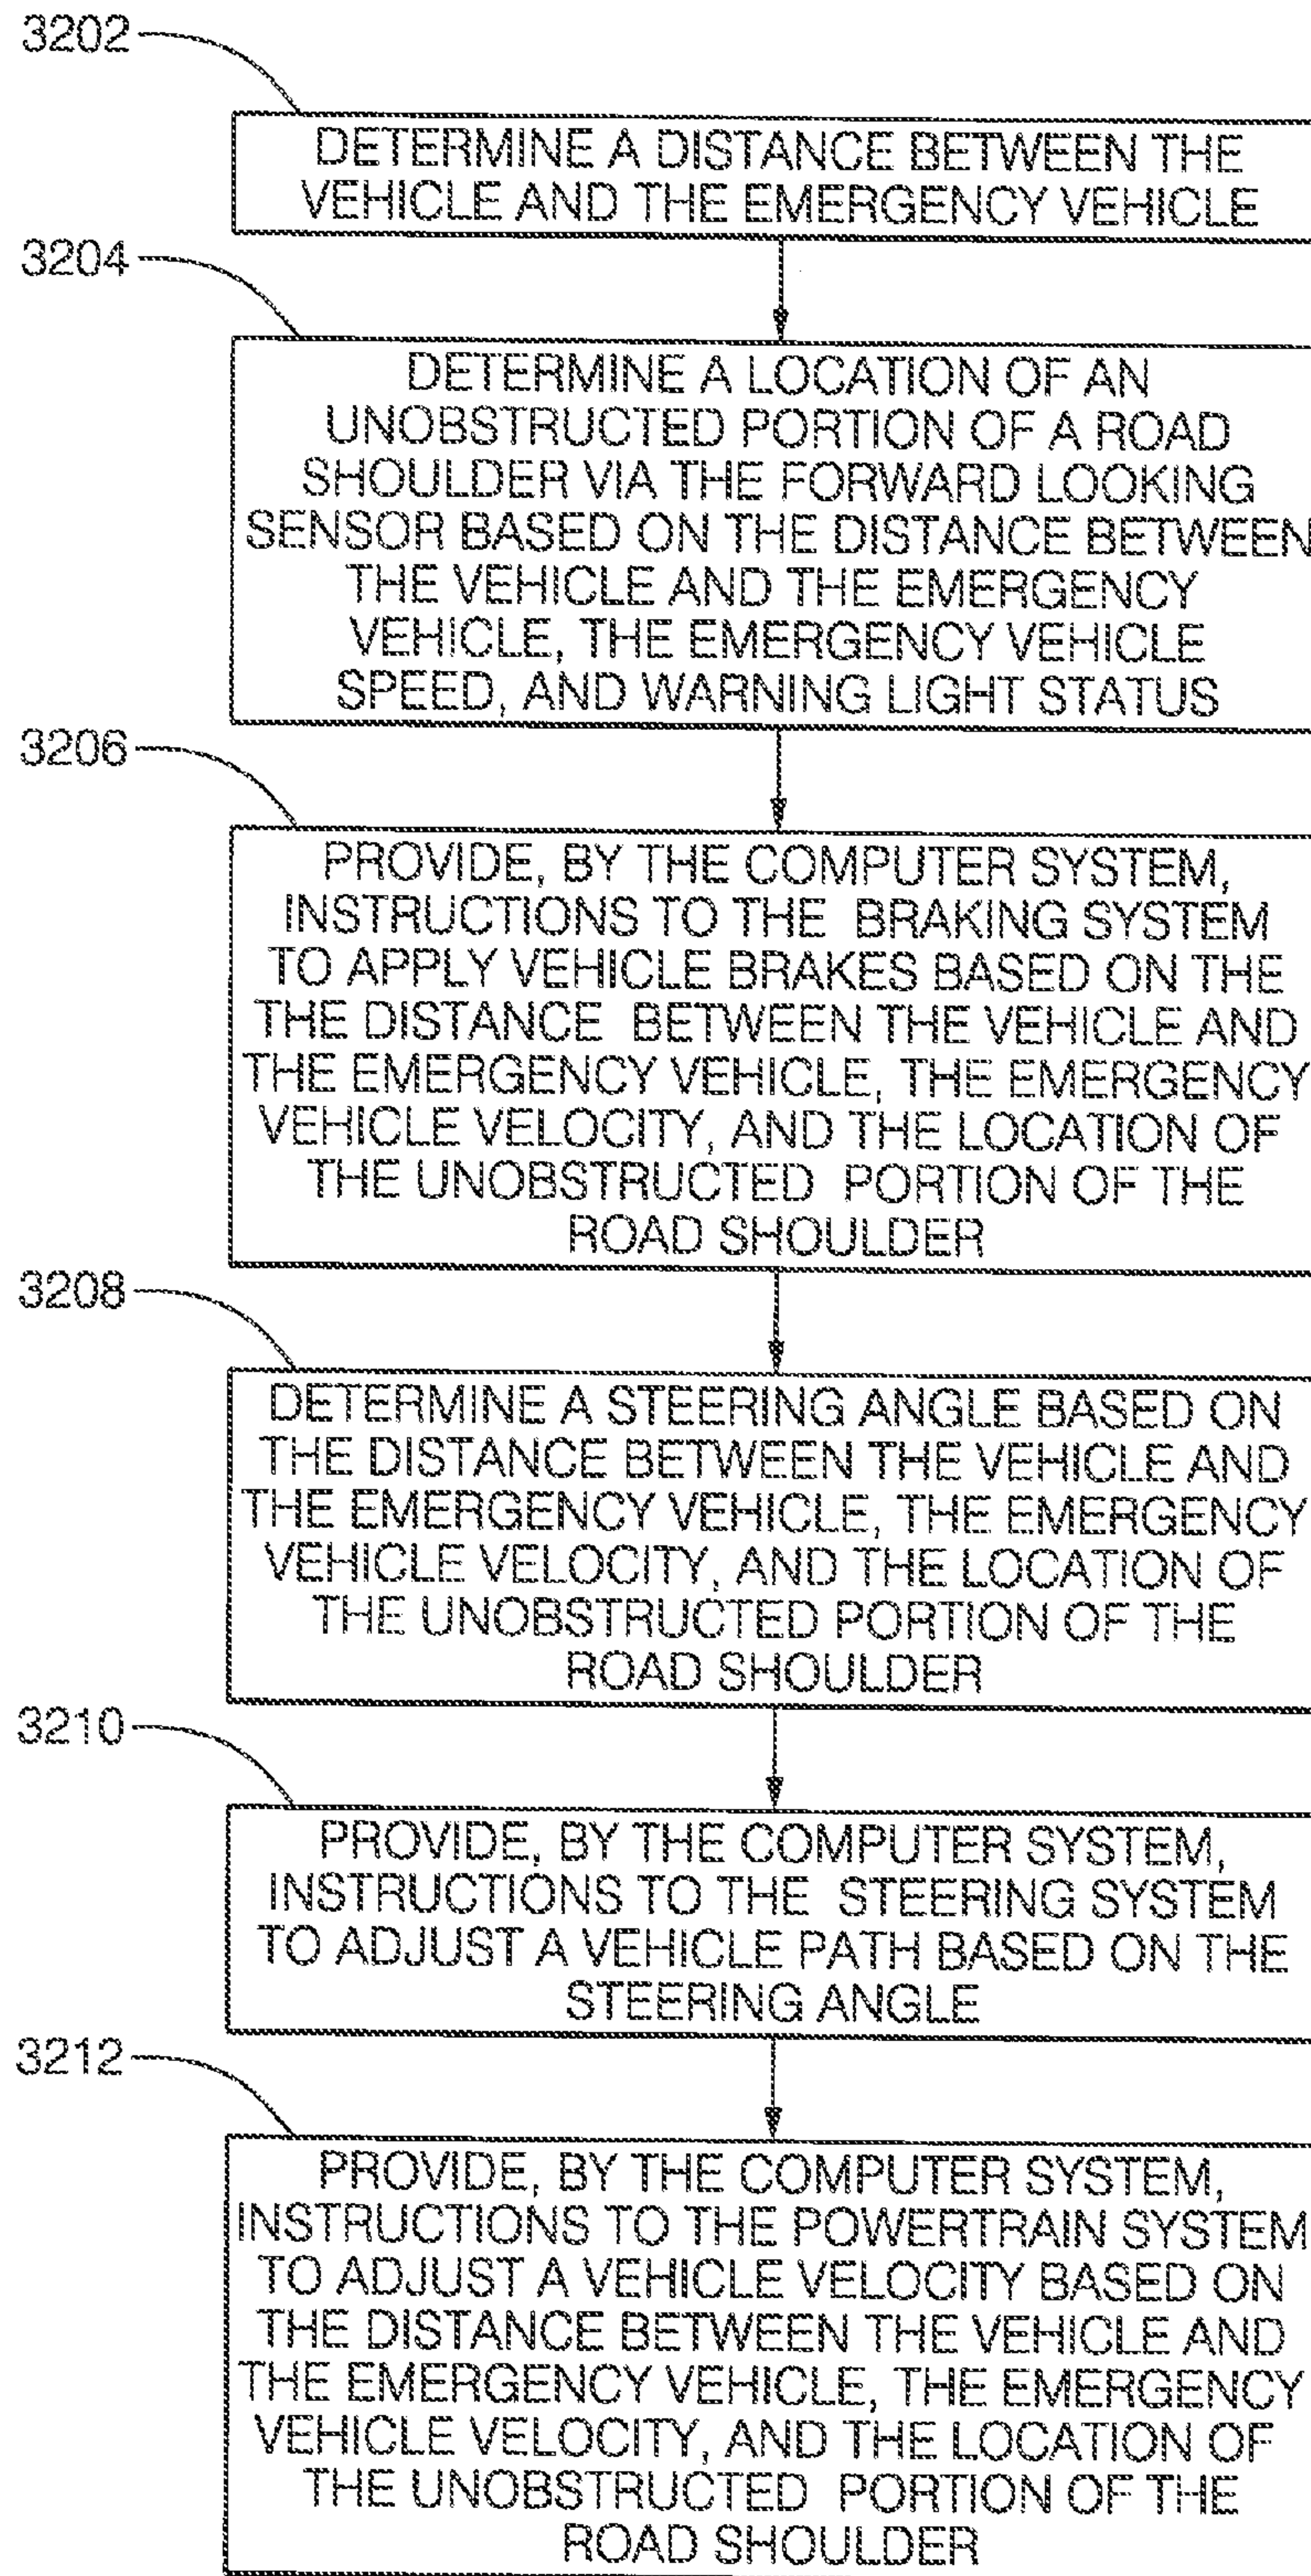 3202
DETERMINE A DISTANCE BETWEEN THE
VEHICLE AND THE EMERGENCY VEHICLE
3204
DETERMINE A LOCATION OF AN
UNOBSTRUCTED PORTION OF A ROAD
SHOULDER VIA THE FORWARD LOOKING
SENSOR BASED ON THE DISTANCE BETWEEN
THE VEHICLE AND THE EMERGENCY
VEHICLE, THE EMERGENCY VEHICLE
SPEED, AND WARNING LIGHT STATUS
3206
PROVIDE, BY THE COMPUTER SYSTEM,
INSTRUCTIONS TO THE BRAKING SYSTEM
TO APPLY VEHICLE BRAKES BASED ON THE
THE DISTANCE BETWEEN THE VEHICLE AND
THE EMERGENCY VEHICLE, THE EMERGENCY
VEHICLE VELOCITY, AND THE LOCATION OF
THE UNOBSTRUCTED PORTION OF THE
ROAD SHOULDER
3208
DETERMINE A STEERING ANGLE BASED ON
THE DISTANCE BETWEEN THE VEHICLE AND
THE EMERGENCY VEHICLE, THE EMERGENCY
VEHICLE VELOCITY, AND THE LOCATION OF
THE UNOBSTRUCTED PORTION OF THE
ROAD SHOULDER
3210
PROVIDE, BY THE COMPUTER SYSTEM,
INSTRUCTIONS TO THE STEERING SYSTEM
TO ADJUST A VEHICLE PATH BASED ON THE
STEERING ANGLE
3212
PROVIDE, BY THE COMPUTER SYSTEM,
INSTRUCTIONS TO THE POWERTRAIN SYSTEM
TO ADJUST A VEHICLE VELOCITY BASED ON
THE DISTANCE BETWEEN THE VEHICLE AND
THE EMERGENCY VEHICLE, THE EMERGENCY
VEHICLE VELOCITY, AND THE LOCATION OF
THE UNOBSTRUCTED PORTION OF THE
ROAD SHOULDER